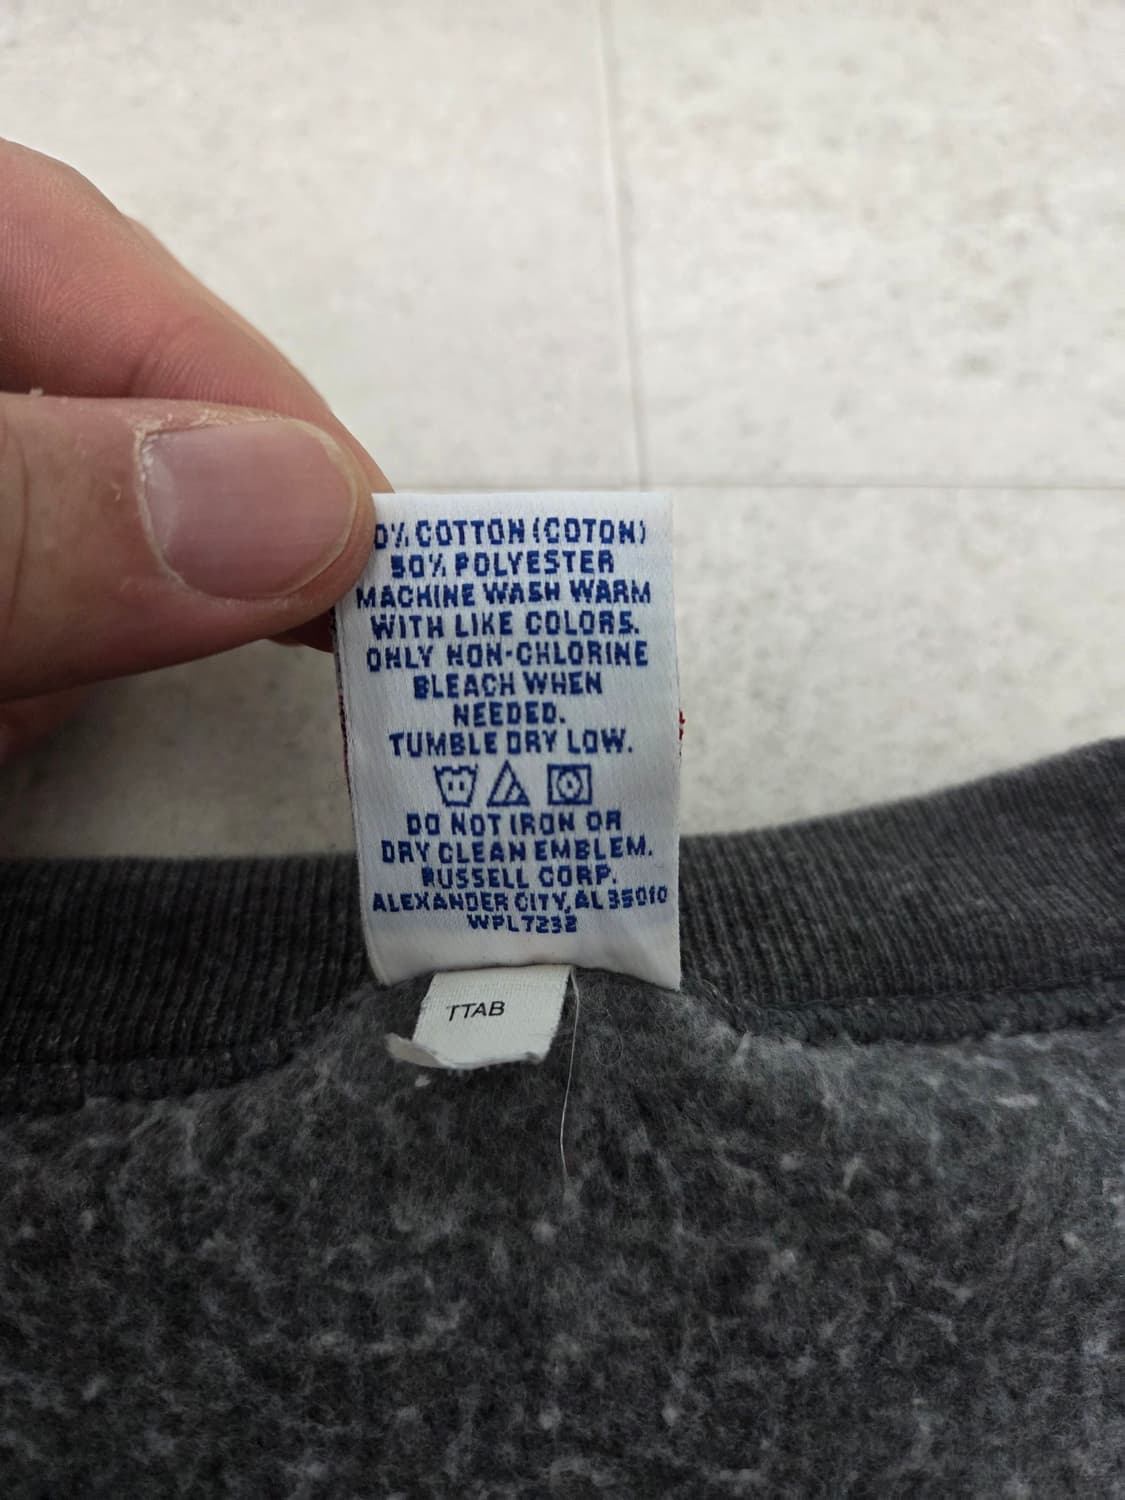 0% COTTON (COTON)
50% POLYESTER
MACHINE WASH WARM
WITH LIKE COLORS.
ONLY NON-CHLORINE
BLEACH WHEN
NEEDED.
TUMBLE DRY LOW.
DO NOT IRON OR
DRY CLEAN EMBLEM.
RUSSELL CORP.
ALEXANDER CITY, AL 35010
WPL7232
TTAB